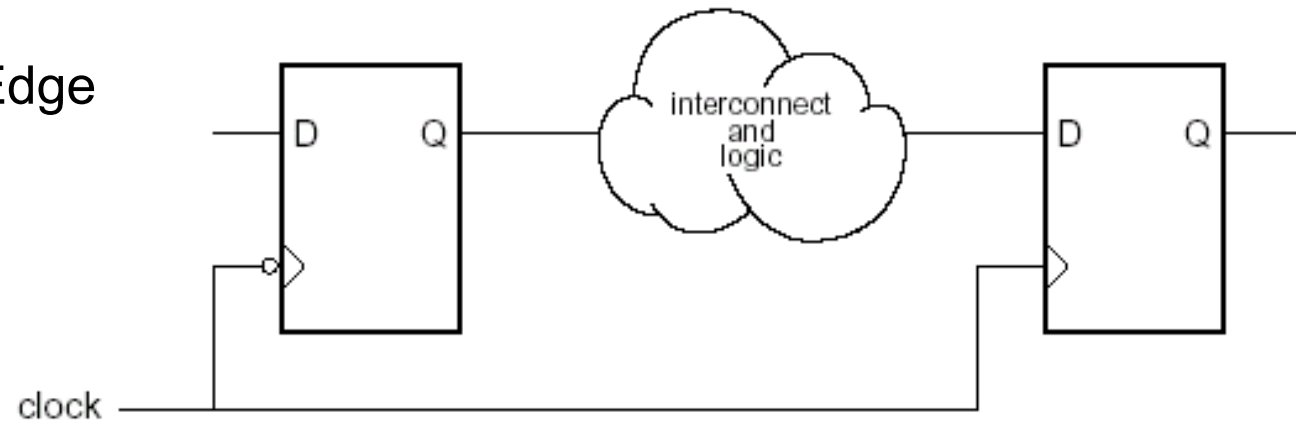 Edge
D
Q
interconnect
and
logic
D
Q
clock